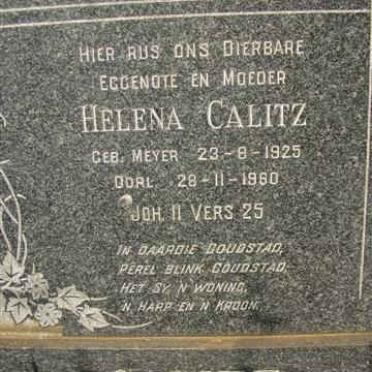 HIER RUS ONS DIERBARE
EGGENOTE EN MOEDER
HELENA CALITZ
GEB. MEYER 23-8-1925
OORL. 28-11-1980
JOH. 11 VERS 25
IN DAARDIE GOUDSTAD,
PEREL BLINK GOUDSTAD,
HET SY 'N WONING,
'N HARP EN 'N KROON.